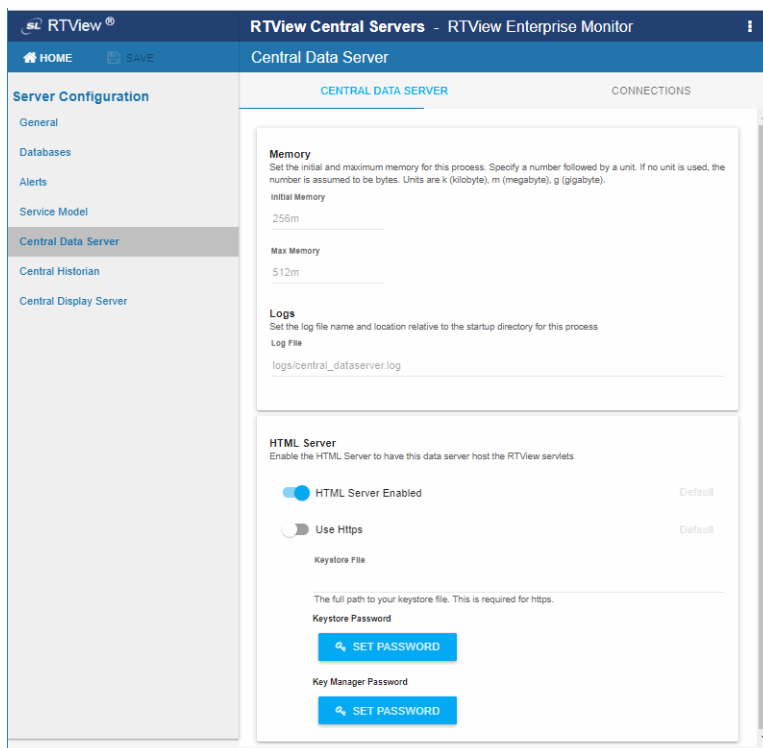 SL RTView ®
RTView Central Servers - RTView Enterprise Monitor
HOME
SAVE
Central Data Server
Server Configuration
General
Databases
Alerts
Service Model
Central Data Server
Central Historian
Central Display Server
CENTRAL DATA SERVER
CONNECTIONS
Memory
Set the initial and maximum memory for this process. Specify a number followed by a unit. If no unit is used, the
number is assumed to be bytes. Units are k (kilobyte), m (megabyte), g (gigabyte).
Initial Memory
256m
Max Memory
512m
Logs
Set the log file name and location relative to the startup directory for this process
Log File
logs/central_dataserver.log
HTML Server
Enable the HTML Server to have this data server host the RTView servlets
HTML Server Enabled
Default
Use Https
Default
Keystore File
The full path to your keystore file. This is required for https.
Keystore Password
SET PASSWORD
Key Manager Password
SET PASSWORD